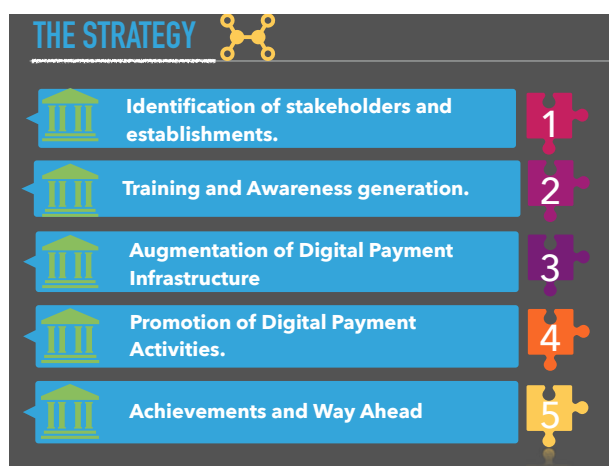 THE STRATEGY
Identification of stakeholders and
establishments.
1
Training and Awareness generation.
2
Augmentation of Digital Payment
Infrastructure
3
Promotion of Digital Payment
Activities.
4
Achievements and Way Ahead
5